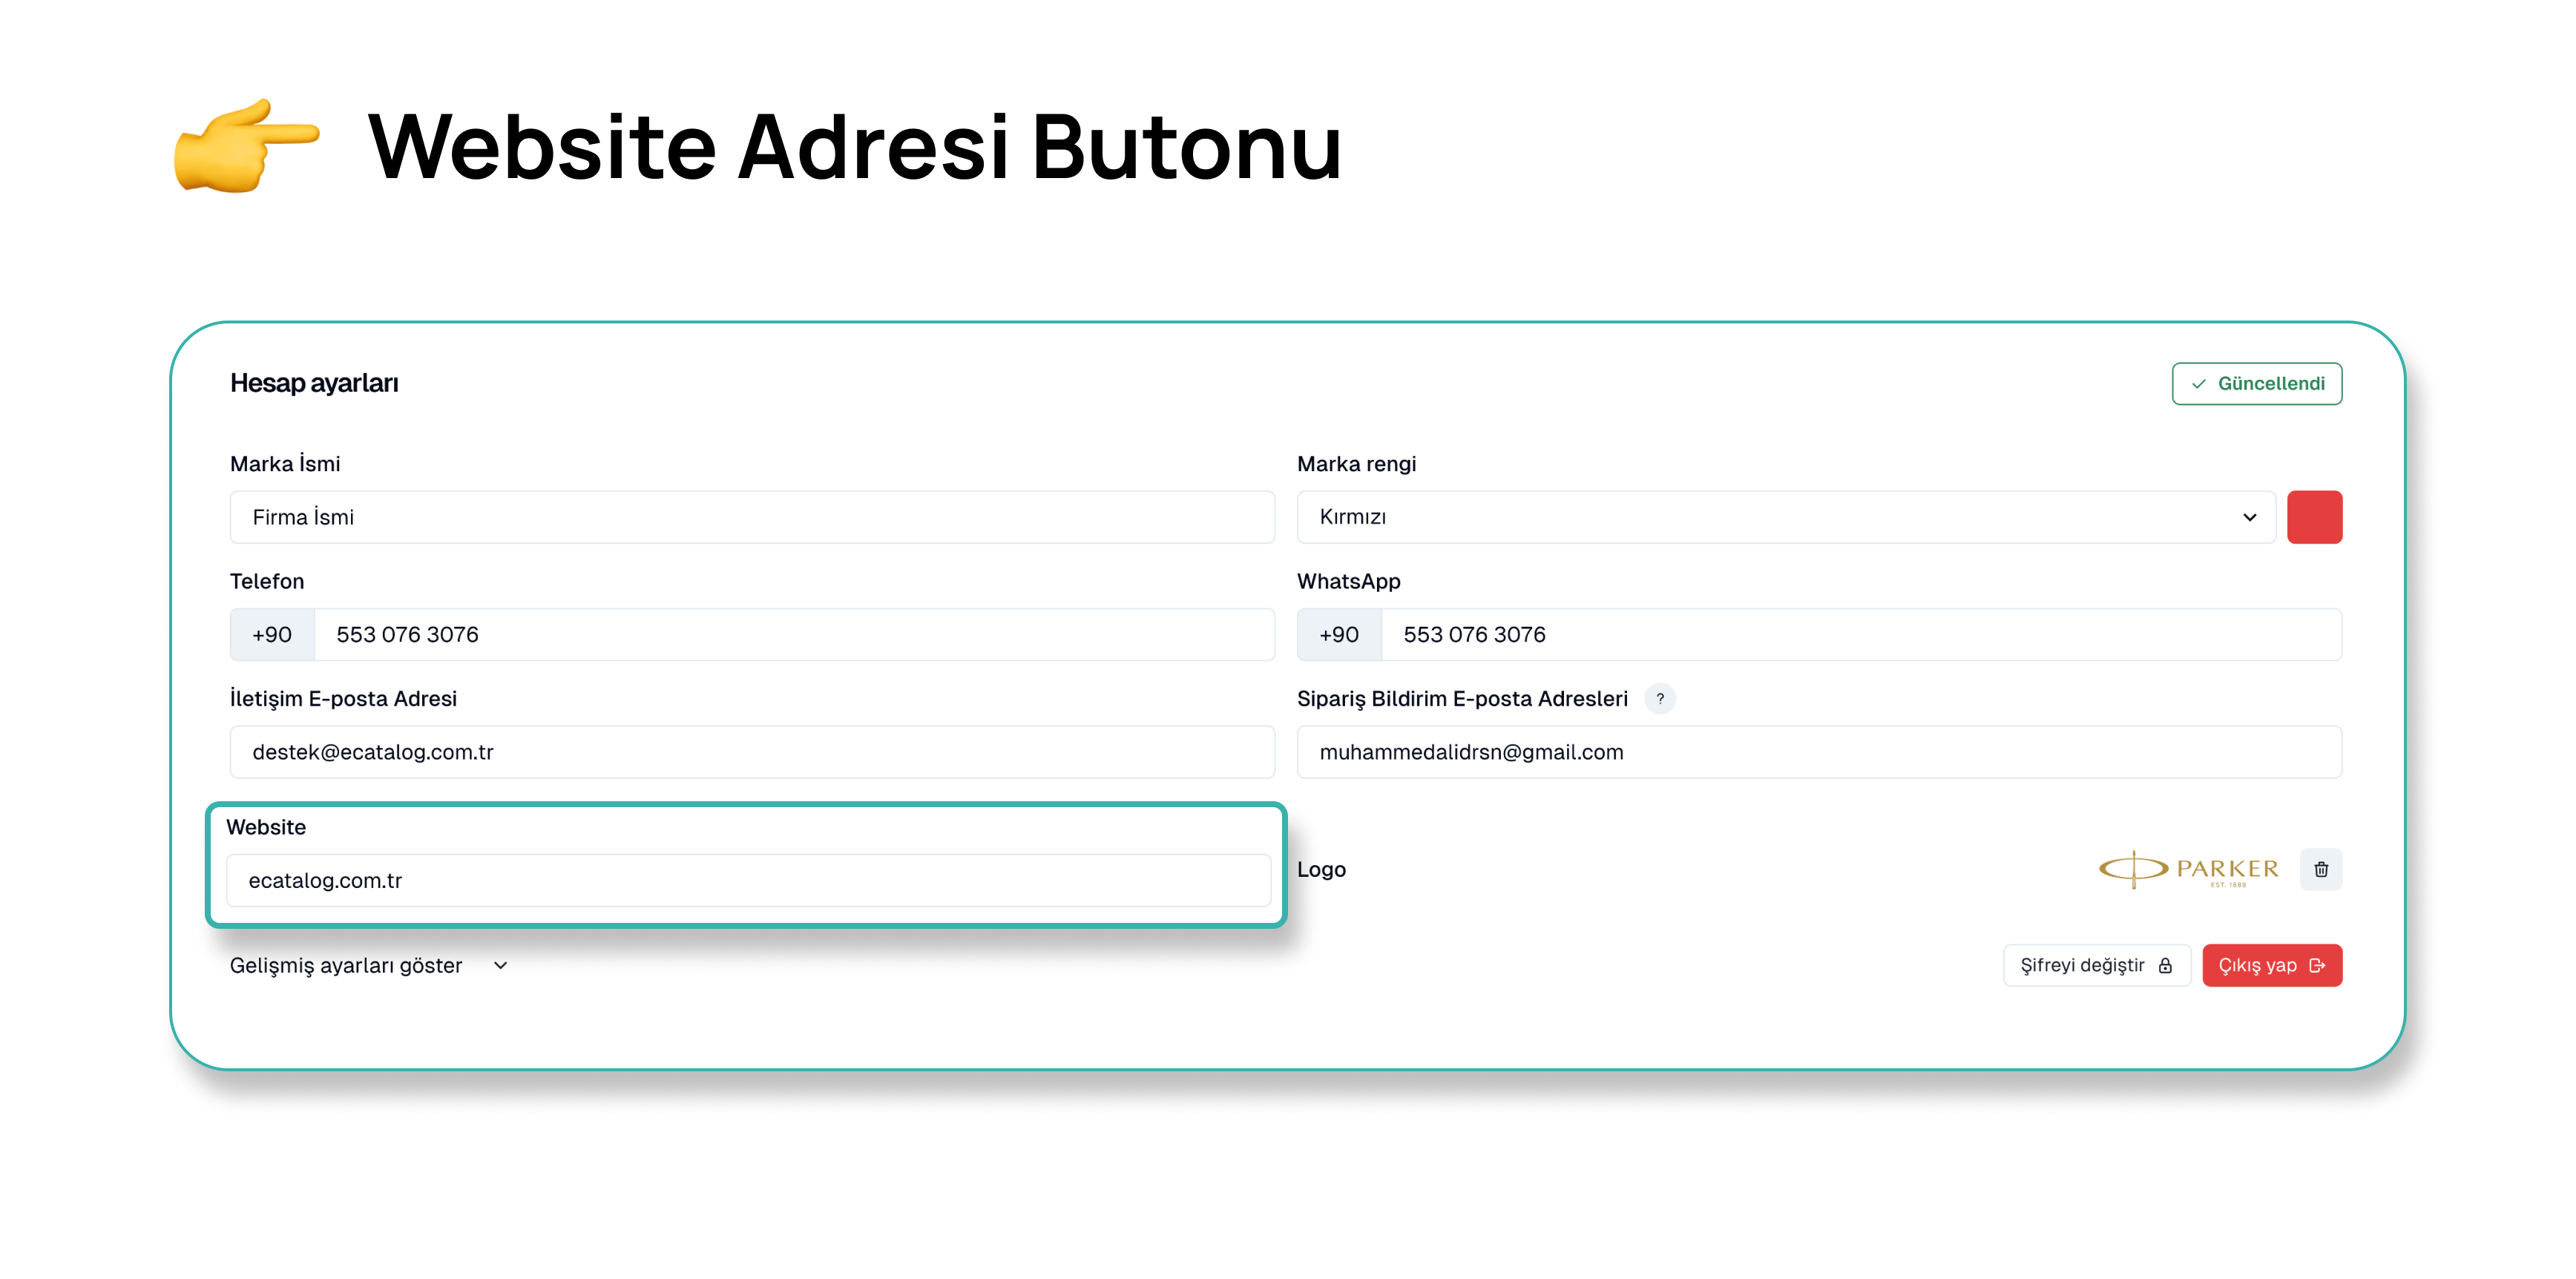 Website Adresi Butonu
Hesap ayarları
Güncellendi
Marka İsmi
Marka rengi
Firma İsmi
Kırmızı
Telefon
WhatsApp
+90 553 076 3076
+90 553 076 3076
İletişim E-posta Adresi
Sipariş Bildirim E-posta Adresleri ?
destek@ecatalog.com.tr
muhammedalidrsn@gmail.com
Website
ecatalog.com.tr
Logo
PARKER
EST. 1888
Gelişmiş ayarları göster
Şifreyi değiştir
Çıkış yap